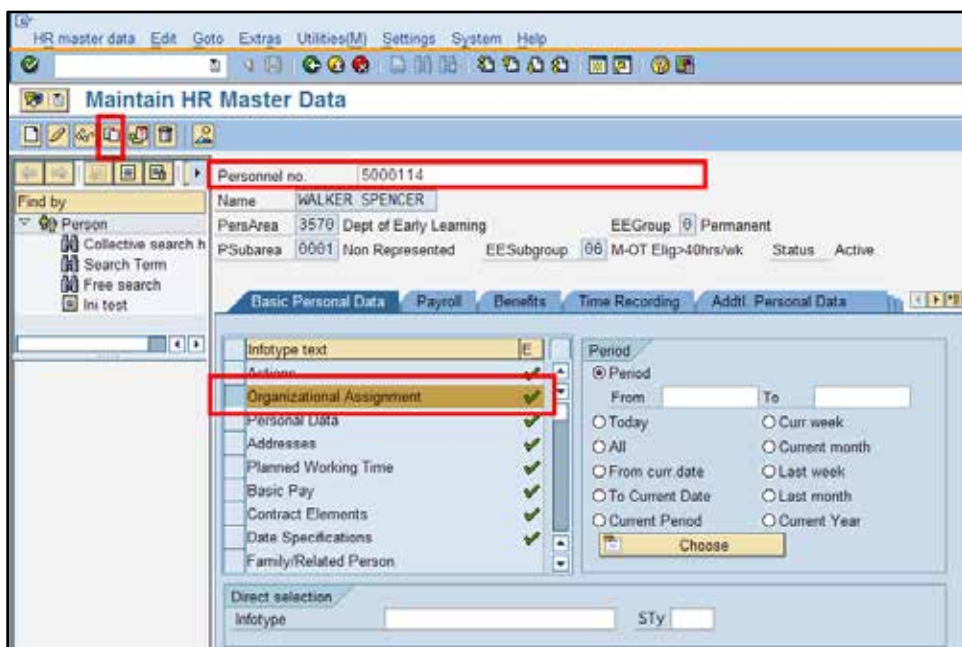 HR master data Edit Goto Extras Utilities(M) Settings System Help
Maintain HR Master Data
Personnel no. 5000114
Find by
Name WALKER SPENCER
Person
PersArea 3570 Dept of Early Learning EEGroup 0 Permanent
Collective search h
PSubarea 0001 Non Represented EESubgroup 06 M-OT Elig>40hrs/wk Status Active
Search Term
Free search
Ini test
Basic Personal Data Payroll Benefits Time Recording Addtl. Personal Data
Infotype text E
Actions
Organizational Assignment
Personal Data
Addresses
Planned Working Time
Basic Pay
Contract Elements
Date Specifications
Family/Related Person
Period
Period
From To
Today Curr.week
All Current month
From curr.date Last week
To Current Date Last month
Current Period Current Year
Choose
Direct selection
Infotype STy